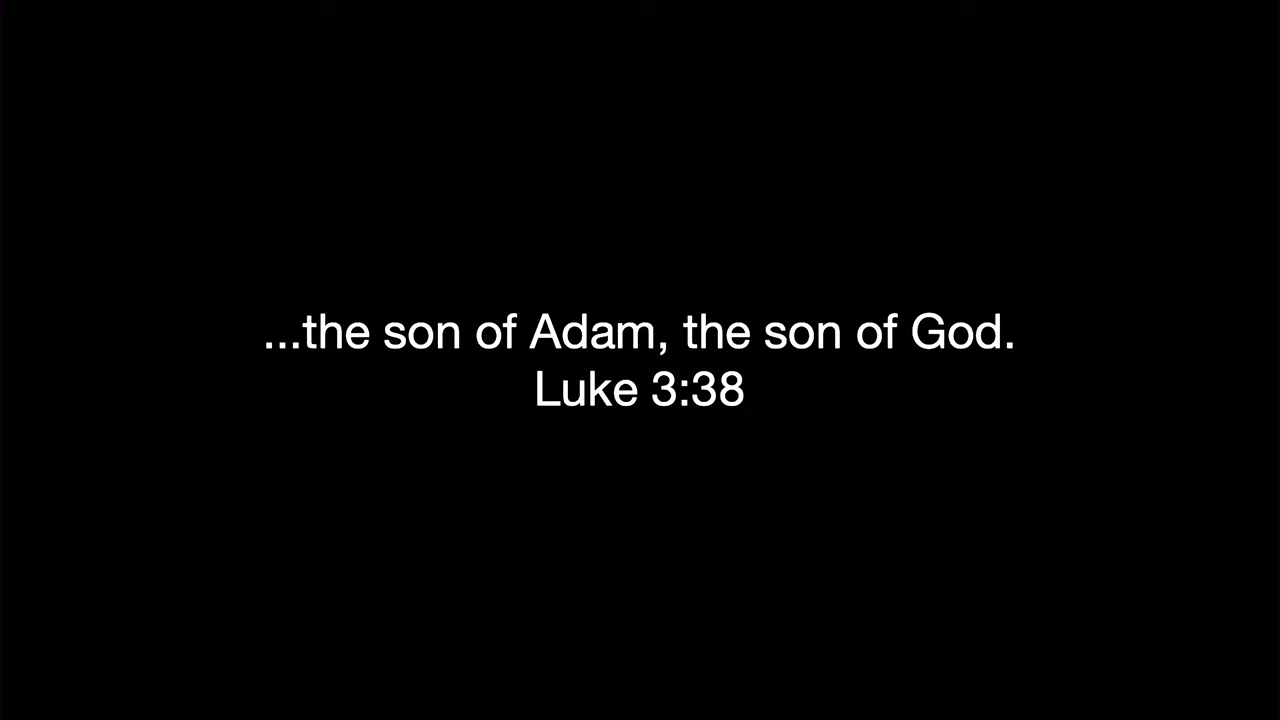 ...the son of Adam, the son of God.
Luke 3:38